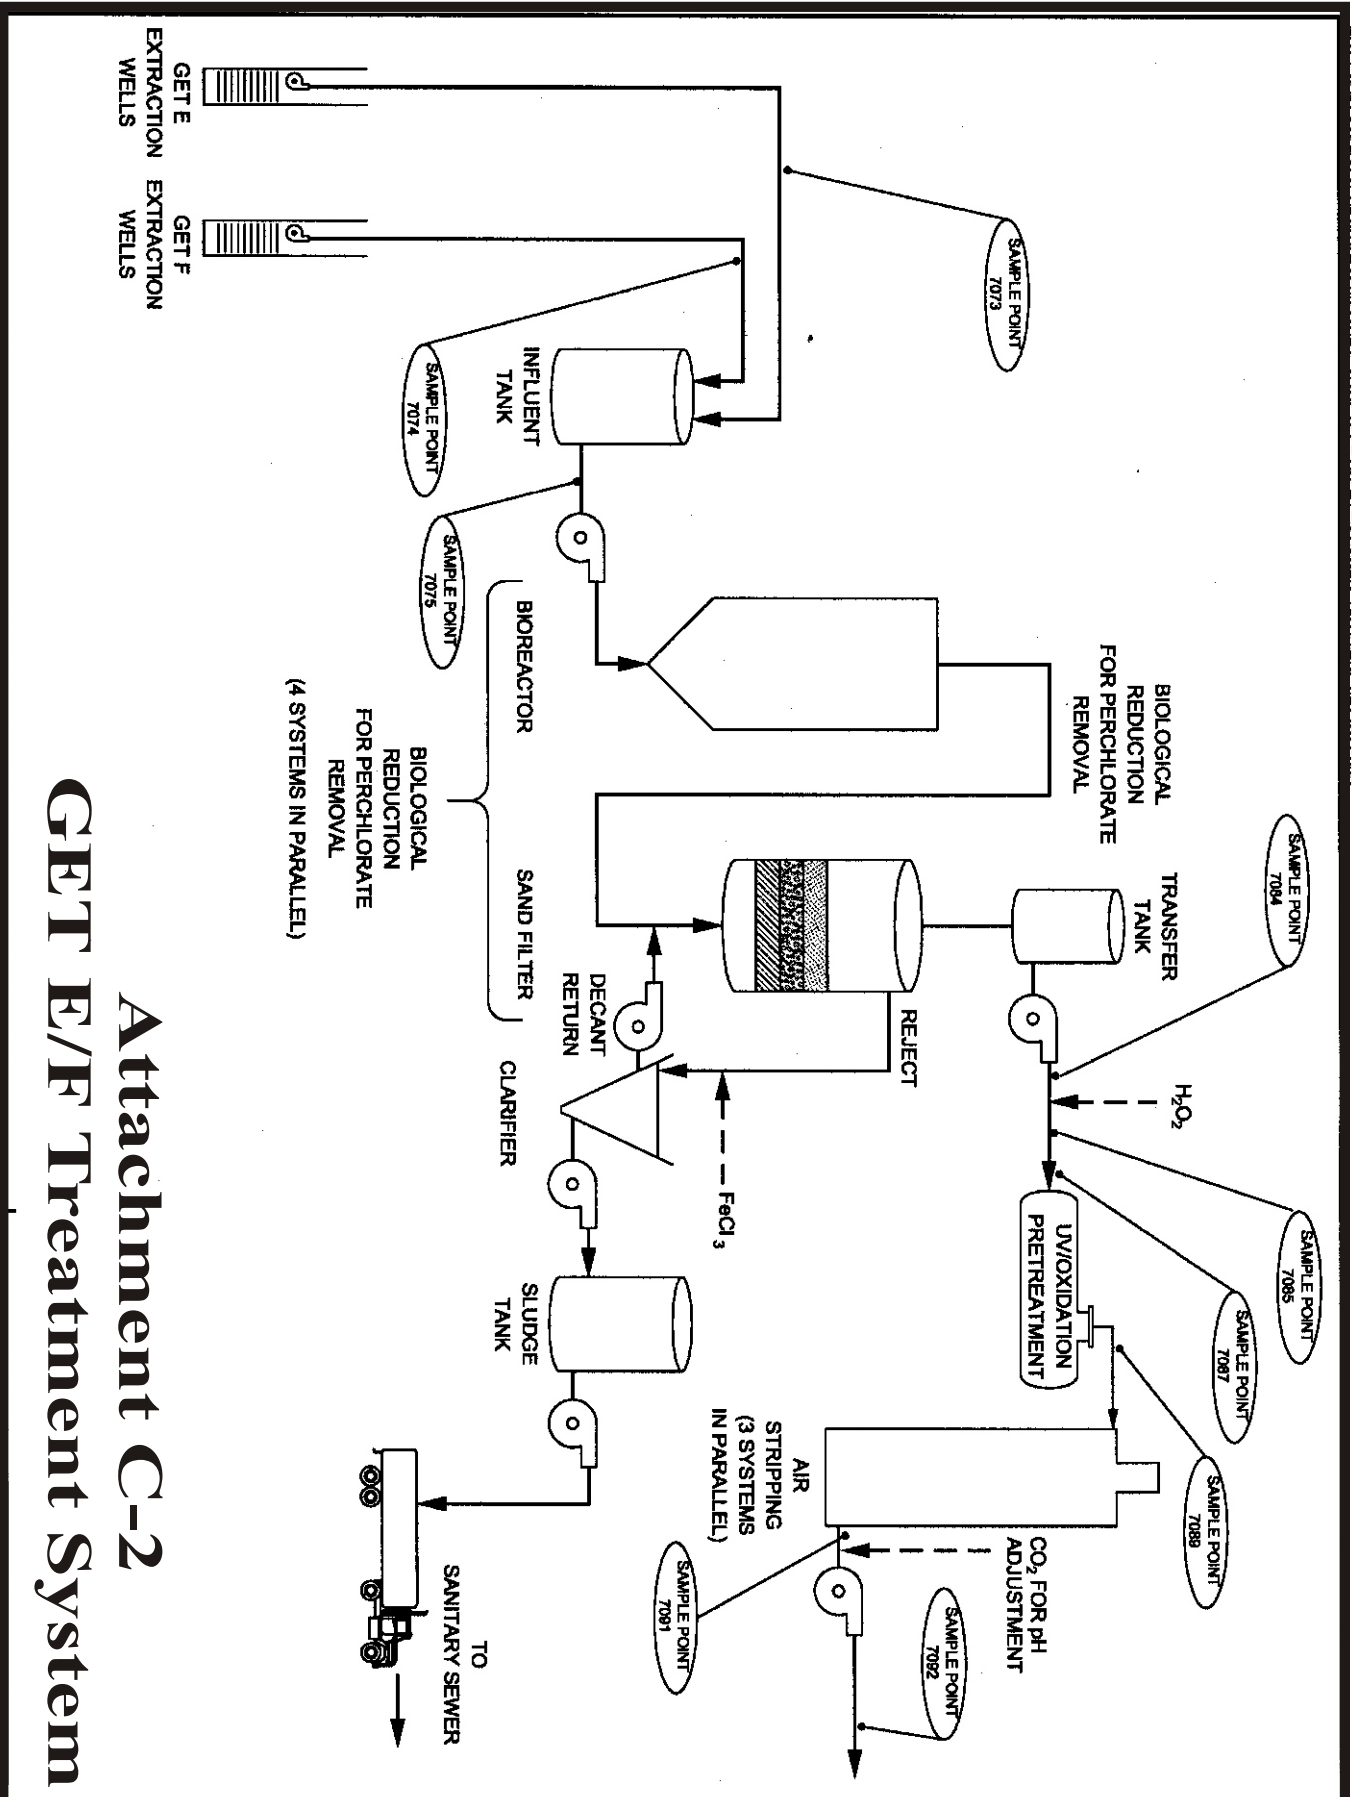 SAMPLE POINT
7073
BIOLOGICAL
REDUCTION
FOR PERCHLORATE
REMOVAL
TRANSFER
TANK
SAMPLE POINT
7084
H₂O₂
SAMPLE POINT
7085
SAMPLE POINT
7087
SAMPLE POINT
7089
UV/OXIDATION
PRETREATMENT
REJECT
CO₂ FOR pH
ADJUSTMENT
SAMPLE POINT
7092
AIR
STRIPPING
(3 SYSTEMS
IN PARALLEL)
SAMPLE POINT
7091
FeCl₃
DECANT
RETURN
INFLUENT
TANK
BIOREACTOR
SAND FILTER
CLARIFIER
SLUDGE
TANK
SAMPLE POINT
7074
SAMPLE POINT
7075
BIOLOGICAL
REDUCTION
FOR PERCHLORATE
REMOVAL
(4 SYSTEMS IN PARALLEL)
TO
SANITARY SEWER
GET E
EXTRACTION
WELLS
GET F
EXTRACTION
WELLS
Attachment C-2
GET E/F Treatment System